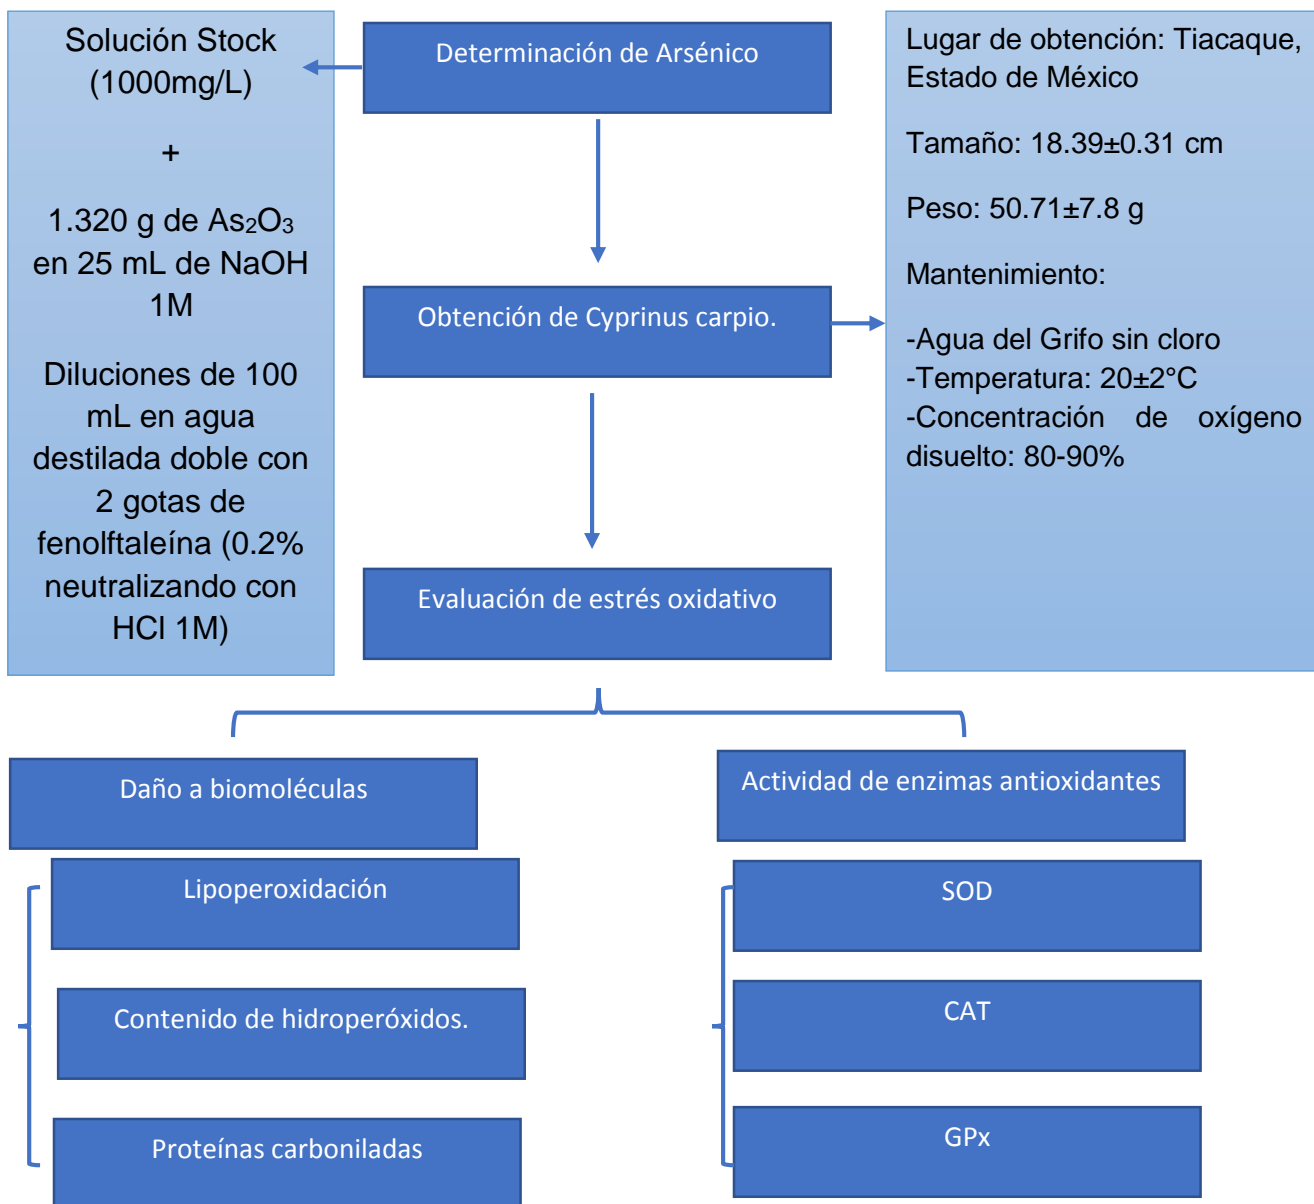 Solución Stock
(1000mg/L)
+
1.320 g de As₂O₃
en 25 mL de NaOH
1M
Diluciones de 100
mL en agua
destilada doble con
2 gotas de
fenolftaleína (0.2%
neutralizando con
HCl 1M)
Determinación de Arsénico
Obtención de Cyprinus carpio.
Lugar de obtención: Tiacaque,
Estado de México
Tamaño: 18.39±0.31 cm
Peso: 50.71±7.8 g
Mantenimiento:
-Agua del Grifo sin cloro
-Temperatura: 20±2°C
-Concentración de oxígeno
disuelto: 80-90%
Evaluación de estrés oxidativo
Daño a biomoléculas
Lipoperoxidación
Contenido de hidroperóxidos.
Proteínas carboniladas
Actividad de enzimas antioxidantes
SOD
CAT
GPx